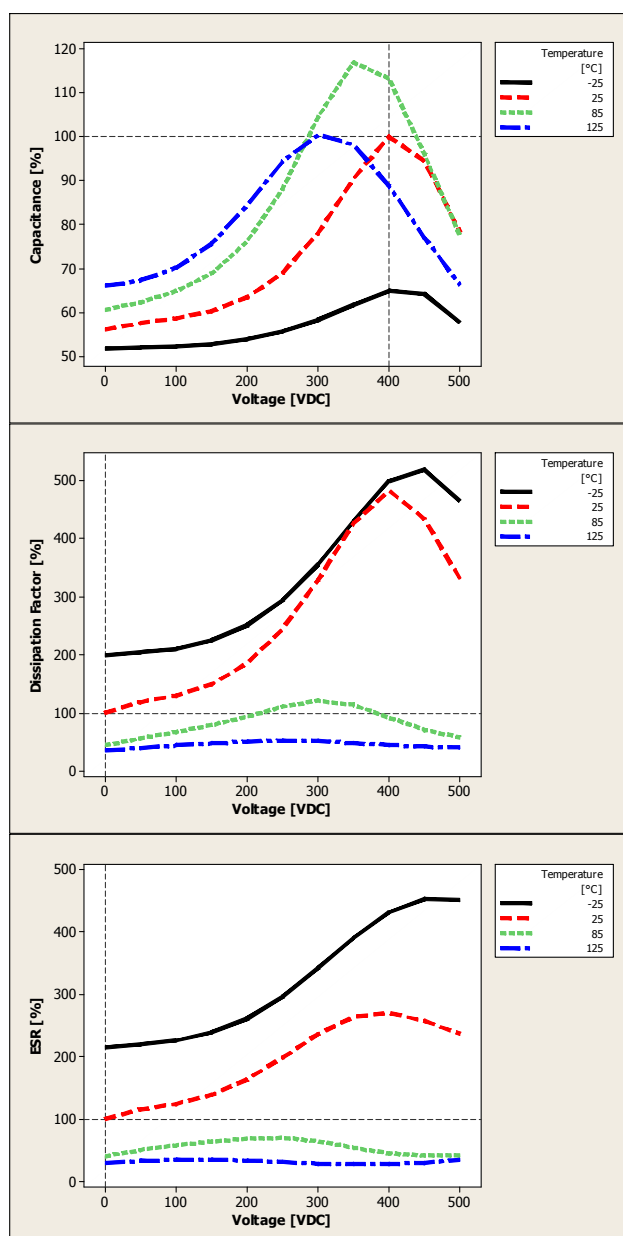 120
110
100
90
80
70
60
50
Capacitance [%]
0 100 200 300 400 500
Voltage [VDC]
Temperature
[°C]
-25
25
85
125
500
400
300
200
100
0
Dissipation Factor [%]
0 100 200 300 400 500
Voltage [VDC]
Temperature
[°C]
-25
25
85
125
500
400
300
200
100
0
ESR [%]
0 100 200 300 400 500
Voltage [VDC]
Temperature
[°C]
-25
25
85
125